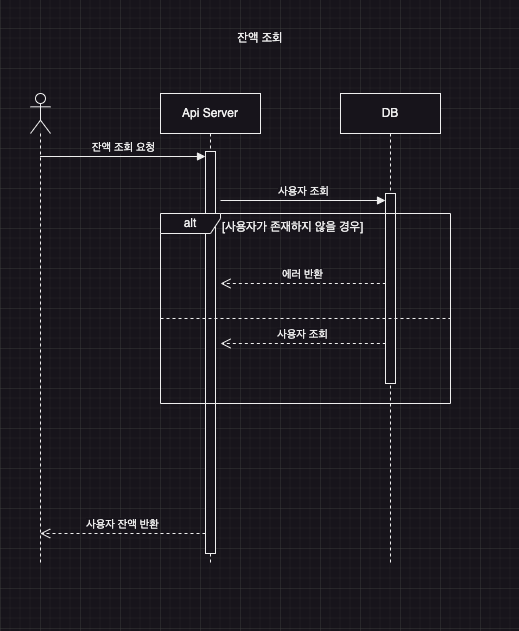 잔액 조회
Api Server
DB
잔액 조회 요청
사용자 조회
alt
[사용자가 존재하지 않을 경우]
에러 반환
사용자 조회
사용자 잔액 반환